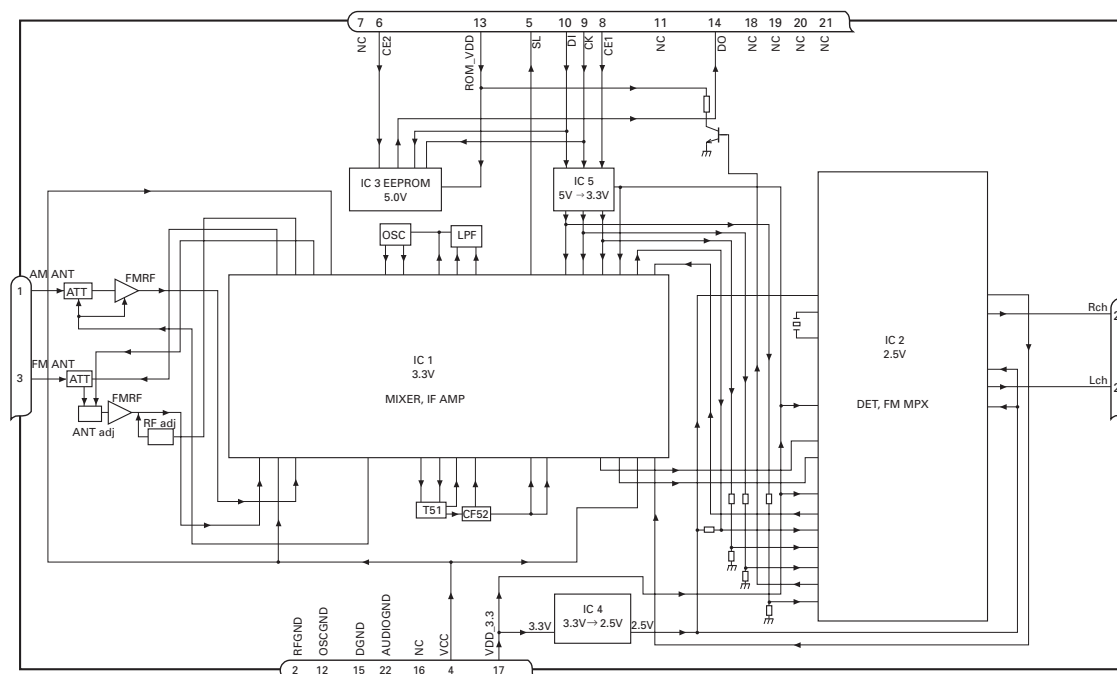 7 6 13 5 10 9 8 11 14 18 19 20 21
NC CE2 ROM_VDD SL DI CK CE1 NC DO NC NC NC NC
IC 3 EEPROM
5.0V
IC 5
5V → 3.3V
OSC LPF
AM ANT
FMRF
1
ATT
FM ANT
3
ATT
FMRF
RF adj
ANT adj
IC 1
3.3V
MIXER, IF AMP
IC 2
2.5V
DET, FM MPX
Rch
2
Lch
2
T51
CF52
IC 4
3.3V → 2.5V
3.3V
2.5V
RFGND OSCGND DGND AUDIOGND NC VCC VDD_3.3
2 12 15 22 16 4 17